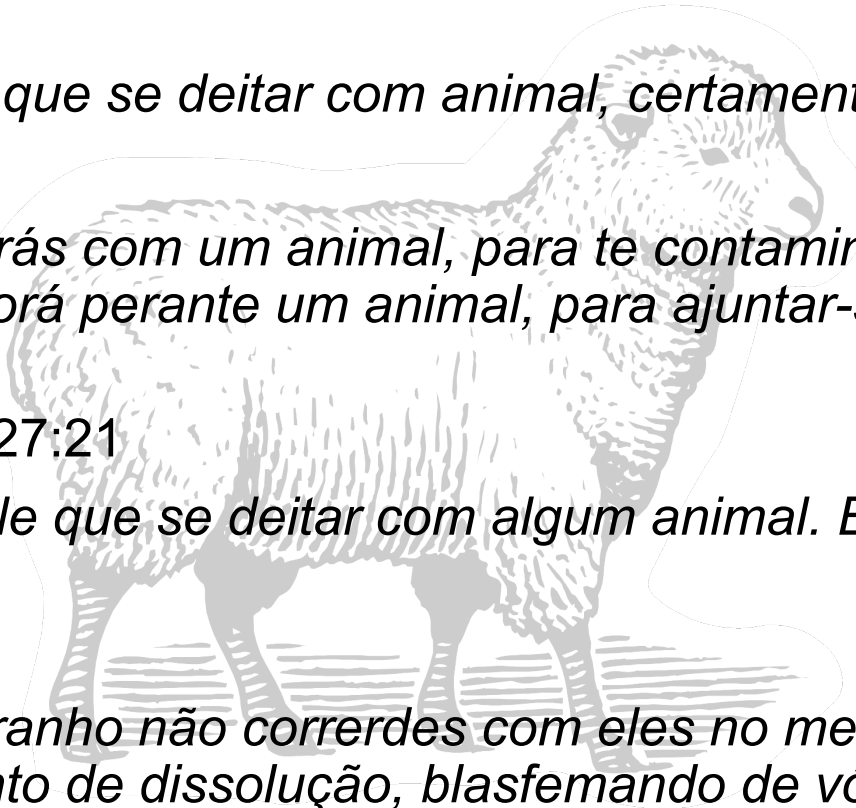 que se deitar com animal, certament
rás com um animal, para te contamin
orá perante um animal, para ajuntar-s
27:21
le que se deitar com algum animal. E
ranho não correrdes com eles no me
nto de dissolução, blasfemando de vó